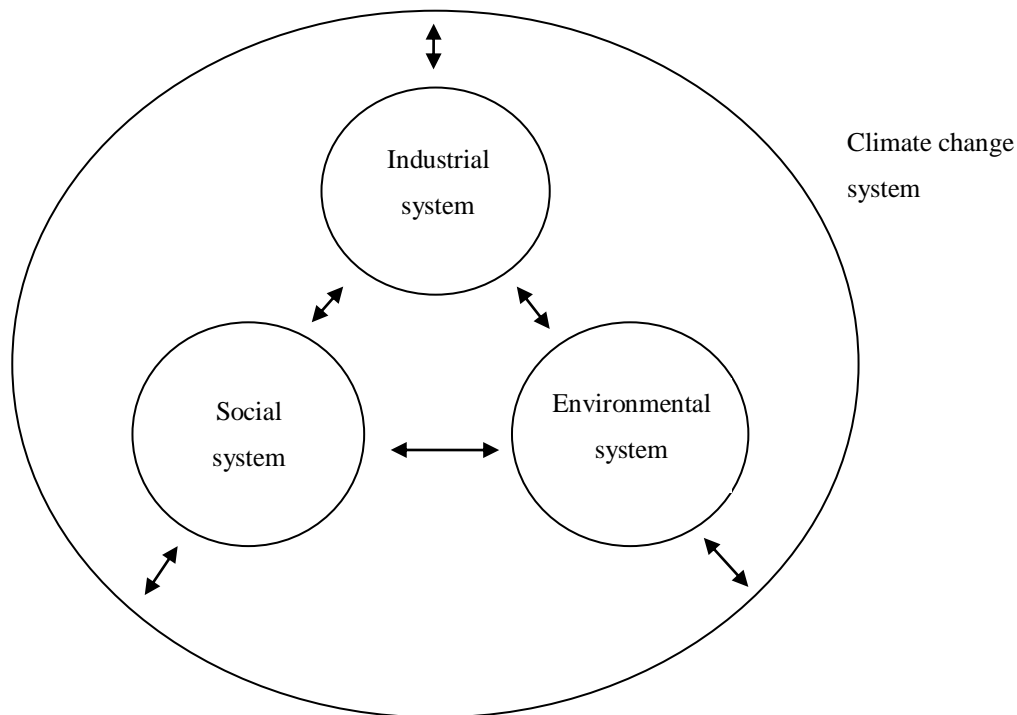 Industrial
system
Climate change
system
Social
system
Environmental
system